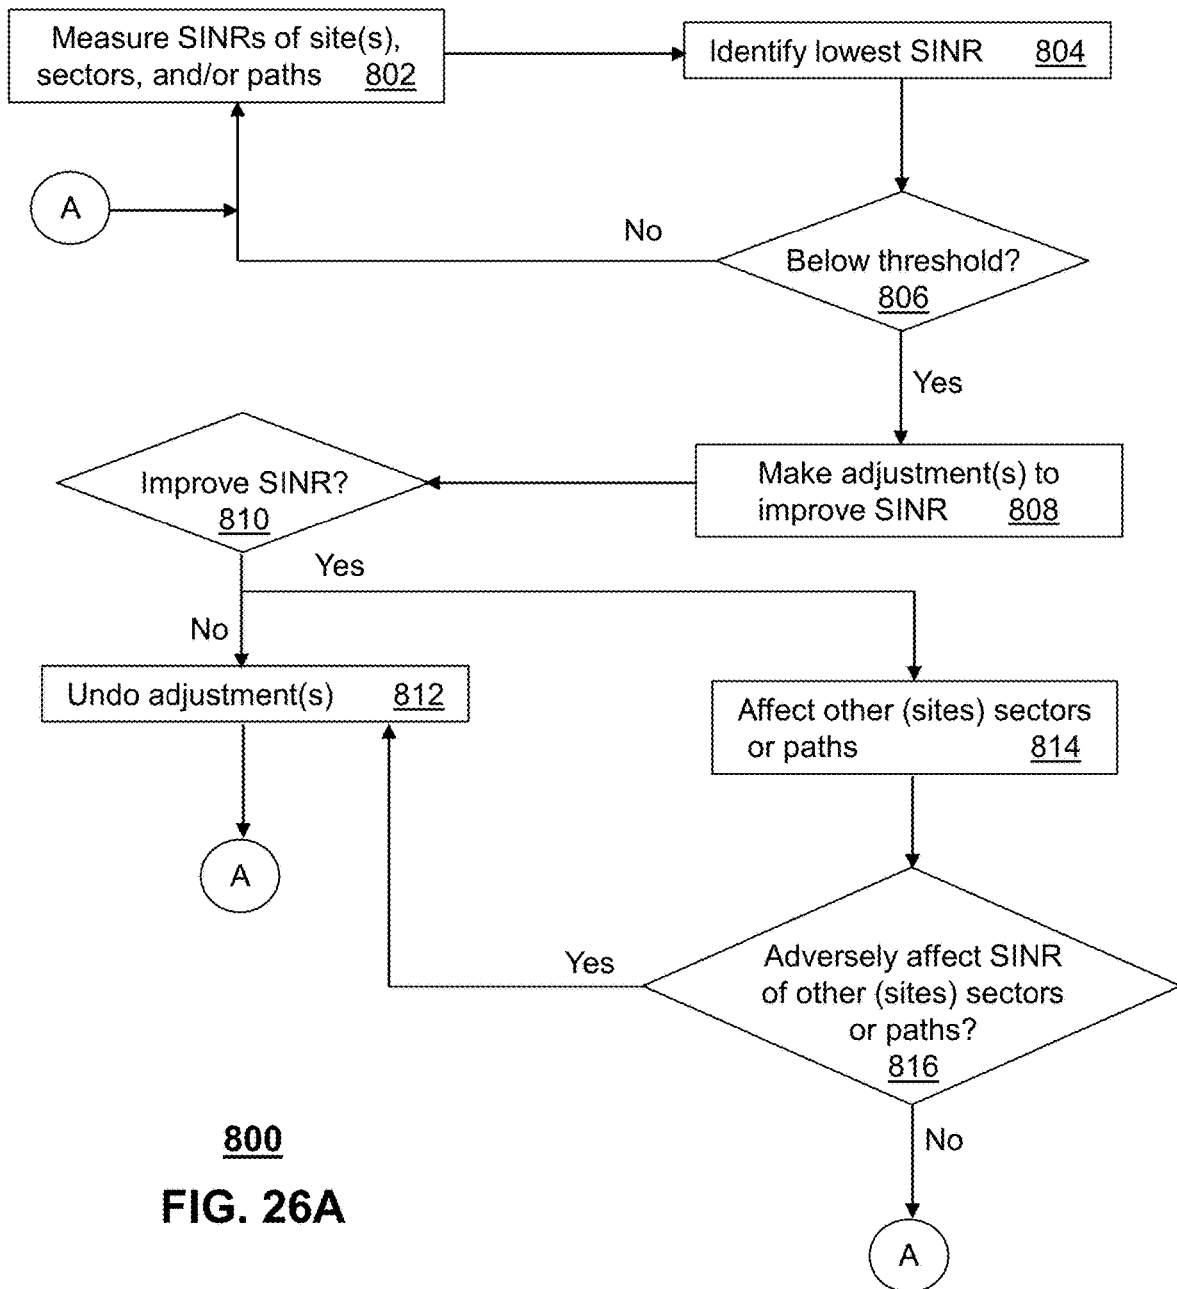 Measure SINRs of site(s),
sectors, and/or paths 802
Identify lowest SINR 804
A
No
Below threshold?
806
Yes
Improve SINR?
810
Make adjustment(s) to
improve SINR 808
Yes
No
Undo adjustment(s) 812
Affect other (sites) sectors
or paths 814
A
Yes
Adversely affect SINR
of other (sites) sectors
or paths?
816
No
800
FIG. 26A
A